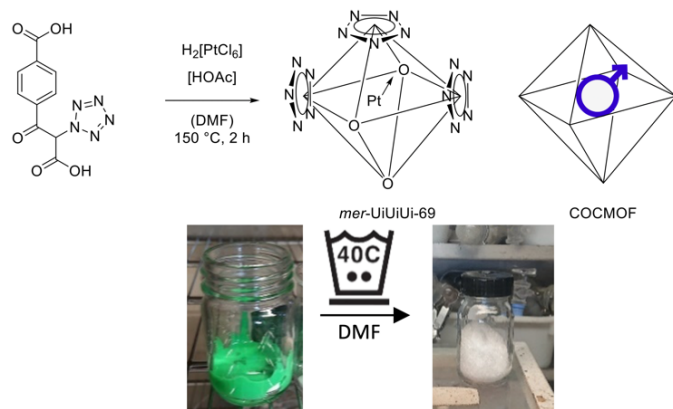 OH
O
N
N
N
N
O
O
OH
H₂[PtCl₆]
[HOAc]
(DMF)
150 °C, 2 h
N
N
N
N
N
N
N
N
N
N
N
N
O
Pt
O
O
mer-UiUiUi-69
COCMOF
40C
DMF